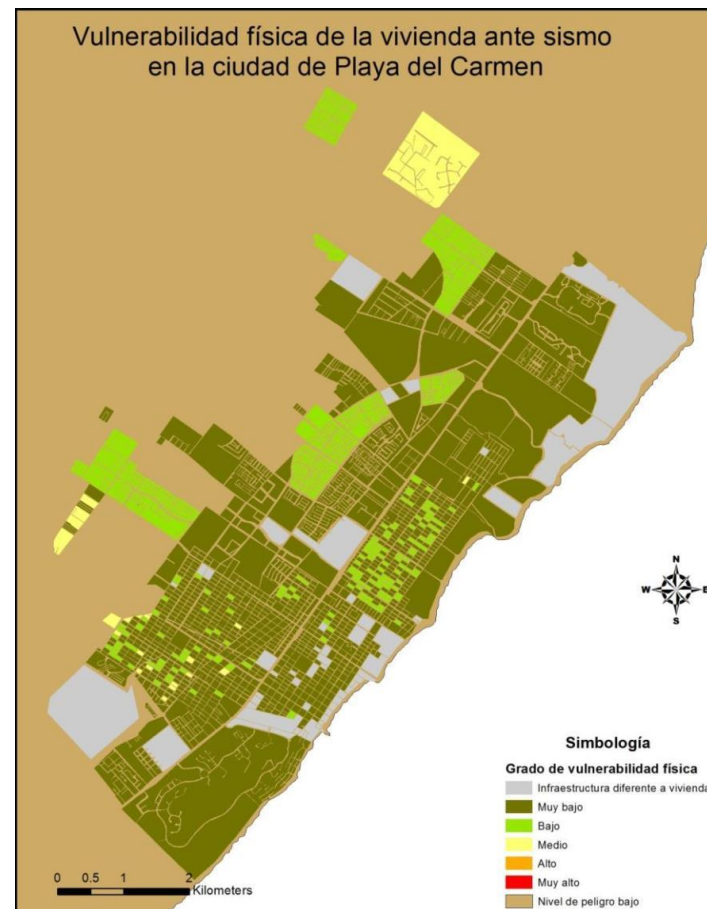 Vulnerabilidad física de la vivienda ante sismo
en la ciudad de Playa del Carmen
N
W E
S
Simbología
Grado de vulnerabilidad física
Infraestructura diferente a vivienda
Muy bajo
Bajo
Medio
Alto
Muy alto
Nivel de peligro bajo
0 0.5 1 2
Kilometers